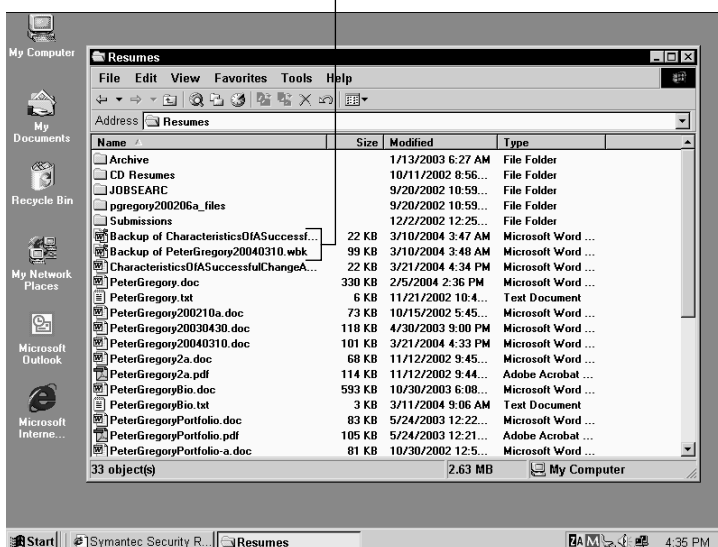 My Computer
My
Documents
Recycle Bin
My Network
Places
Microsoft
Outlook
Microsoft
Interne...
Resumes
File Edit View Favorites Tools Help
Address Resumes
Name Size Modified Type
Archive 1/13/2003 6:27 AM File Folder
CD Resumes 10/11/2002 8:56... File Folder
JOBSEARC 9/20/2002 10:59... File Folder
pgregory200206a_files 9/20/2002 10:59... File Folder
Submissions 12/2/2002 12:25... File Folder
Backup of CharacteristicsOfASuccessf... 22 KB 3/10/2004 3:47 AM Microsoft Word ...
Backup of PeterGregory20040310.wbk 99 KB 3/10/2004 3:48 AM Microsoft Word ...
CharacteristicsOfASuccessfulChangeA... 22 KB 3/21/2004 4:34 PM Microsoft Word ...
PeterGregory.doc 330 KB 2/5/2004 2:36 PM Microsoft Word ...
PeterGregory.txt 6 KB 11/21/2002 10:4... Text Document
PeterGregory200210a.doc 73 KB 10/15/2002 5:45... Microsoft Word ...
PeterGregory20030430.doc 118 KB 4/30/2003 9:00 PM Microsoft Word ...
PeterGregory20040310.doc 101 KB 3/21/2004 4:33 PM Microsoft Word ...
PeterGregory2a.doc 68 KB 11/12/2002 9:45... Microsoft Word ...
PeterGregory2a.pdf 114 KB 11/12/2002 9:44... Adobe Acrobat ...
PeterGregoryBio.doc 593 KB 10/30/2003 6:08... Microsoft Word ...
PeterGregoryBio.txt 3 KB 3/11/2004 9:06 AM Text Document
PeterGregoryPortfolio.doc 83 KB 5/24/2003 12:22... Microsoft Word ...
PeterGregoryPortfolio.pdf 105 KB 5/24/2003 12:21... Adobe Acrobat ...
PeterGregoryPortfolio-a.doc 81 KB 10/30/2002 12:5... Microsoft Word ...
33 object(s) 2.63 MB My Computer
Start Symantec Security R... Resumes 4:35 PM